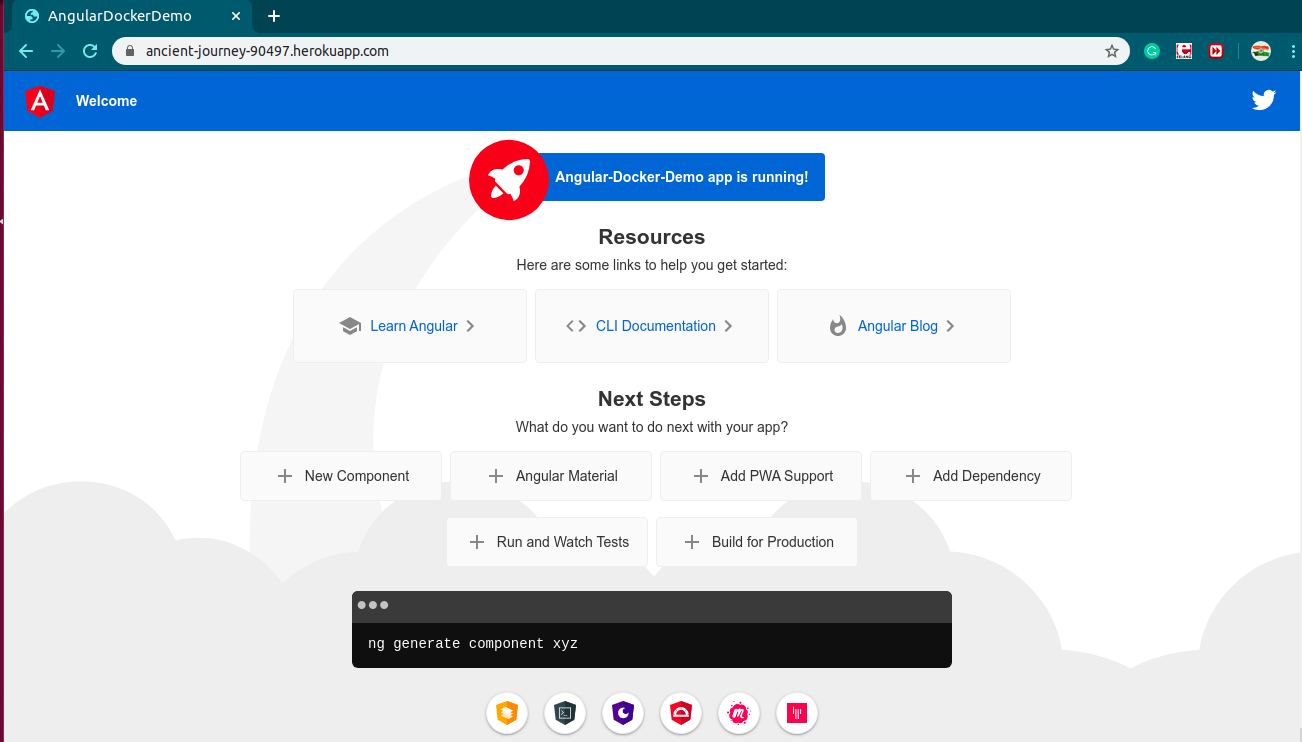 AngularDockerDemo
ancient-journey-90497.herokuapp.com
Welcome
Angular-Docker-Demo app is running!
Resources
Here are some links to help you get started:
Learn Angular
CLI Documentation
Angular Blog
Next Steps
What do you want to do next with your app?
New Component
Angular Material
Add PWA Support
Add Dependency
Run and Watch Tests
Build for Production
ng generate component xyz